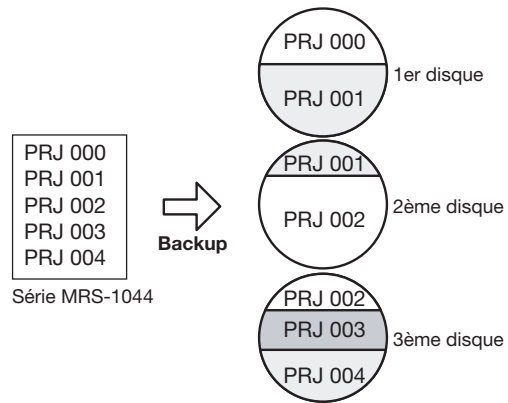 PRJ 000
PRJ 001
PRJ 002
PRJ 003
PRJ 004
Série MRS-1044
Backup
PRJ 000
PRJ 001
1er disque
PRJ 001
PRJ 002
2ème disque
PRJ 002
PRJ 003
PRJ 004
3ème disque